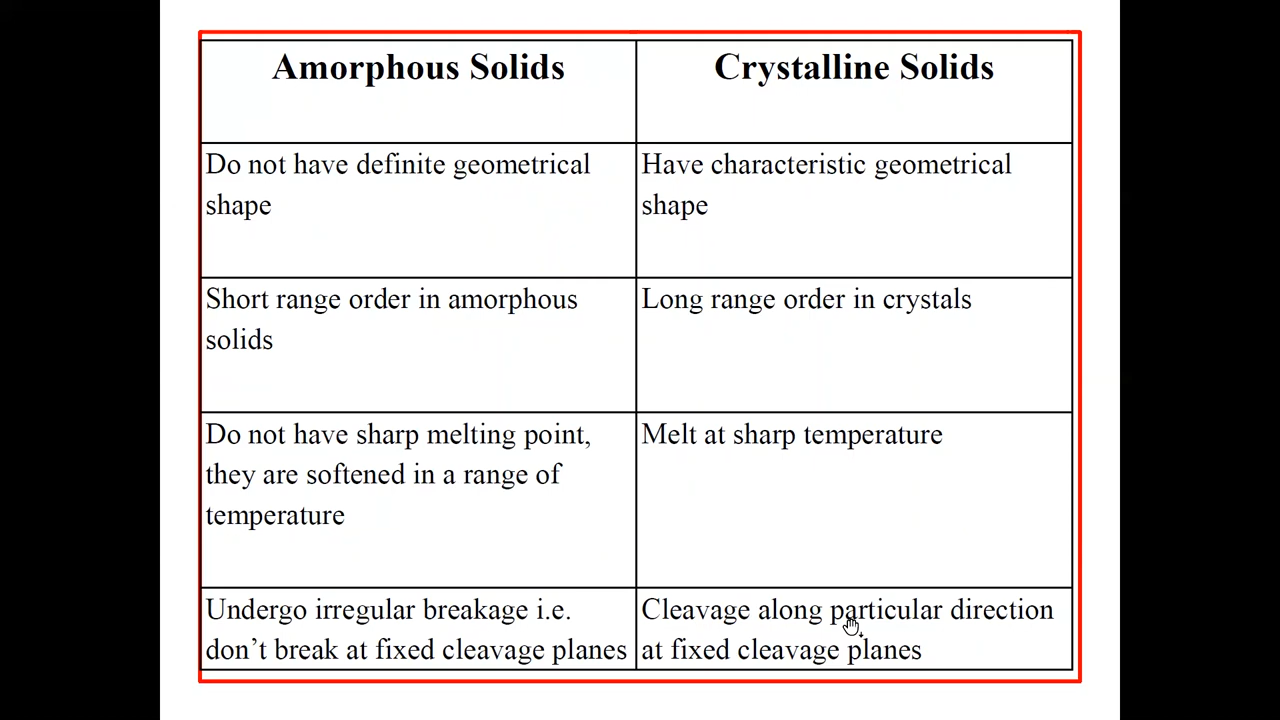 Amorphous Solids
Crystalline Solids
Do not have definite geometrical
shape
Have characteristic geometrical
shape
Short range order in amorphous
solids
Long range order in crystals
Do not have sharp melting point,
they are softened in a range of
temperature
Melt at sharp temperature
Undergo irregular breakage i.e.
don’t break at fixed cleavage planes
Cleavage along particular direction
at fixed cleavage planes